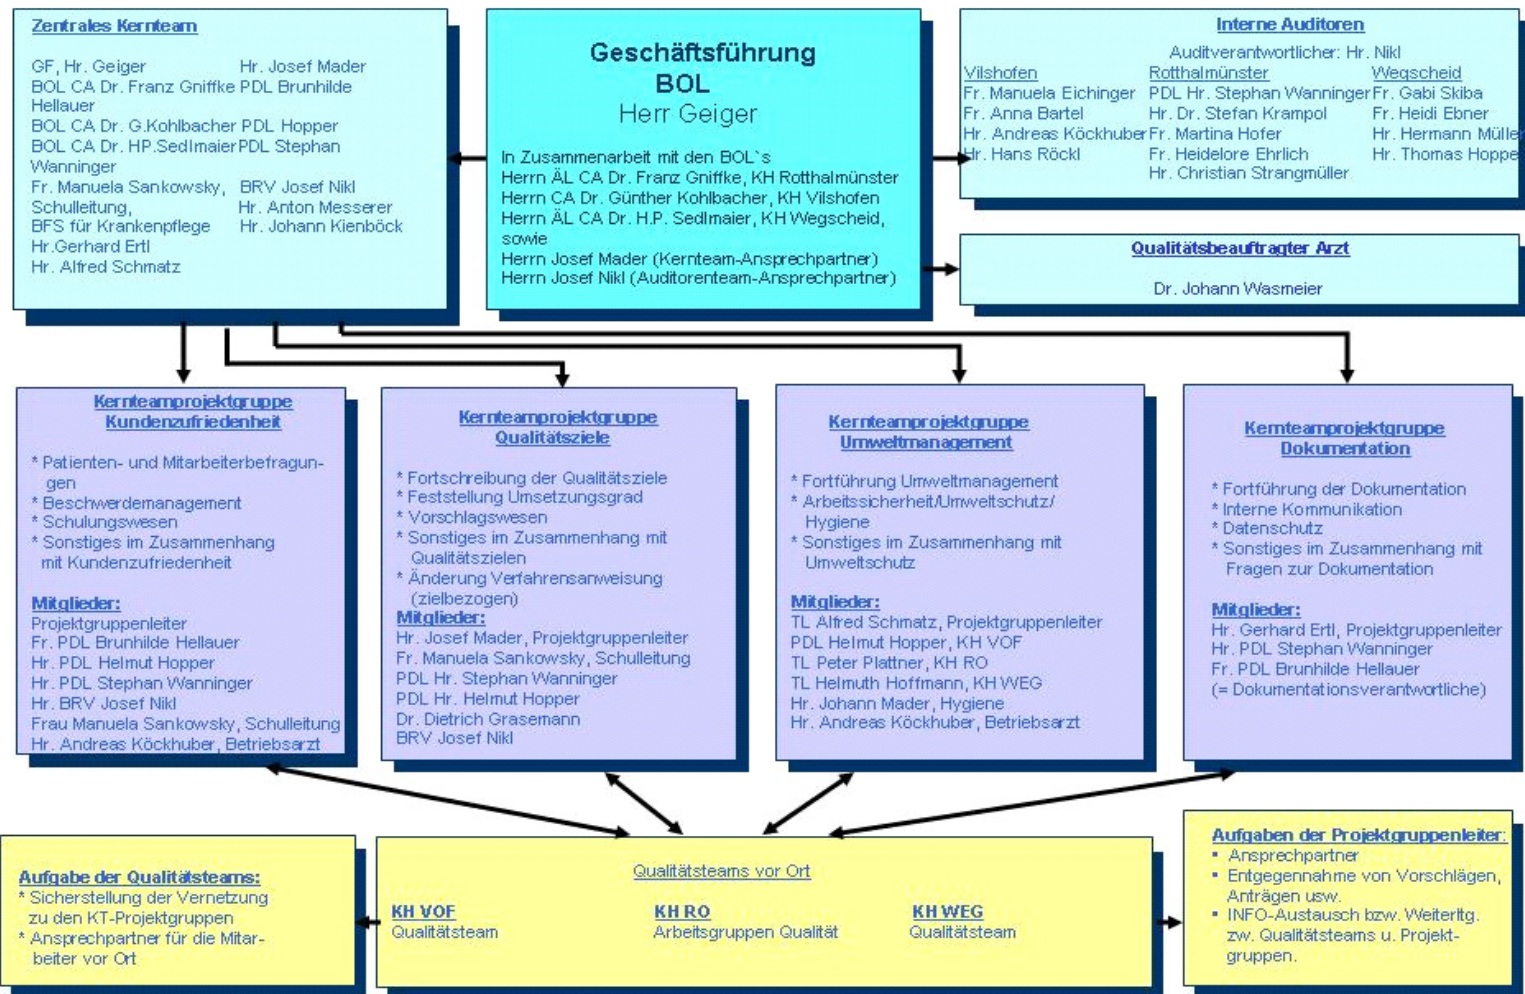 Zentrales Kernteam
GF, Hr. Geiger Hr. Josef Mader
BOL CA Dr. Franz Gniffke PDL Brunhilde
Hellauer
BOL CA Dr. G.Kohlbacher PDL Hopper
BOL CA Dr. HP.Sedlmaier PDL Stephan
Wanninger
Fr. Manuela Sankowsky, BRV Josef Nikl
Schulleitung, Hr. Anton Messerer
BFS für Krankenpflege Hr. Johann Kienböck
Hr.Gerhard Ertl
Hr. Alfred Schmatz
Geschäftsführung
BOL
Herr Geiger
In Zusammenarbeit mit den BOL`s
Herrn ÄL CA Dr. Franz Gniffke, KH Rotthalmünster
Herrn CA Dr. Günther Kohlbacher, KH Vilshofen
Herrn ÄL CA Dr. H.P. Sedlmaier, KH Wegscheid,
sowie
Herrn Josef Mader (Kernteam-Ansprechpartner)
Herrn Josef Nikl (Auditorenteam-Ansprechpartner)
Interne Auditoren
Auditverantwortlicher: Hr. Nikl
Vilshofen Rotthalmünster Wegscheid
Fr. Manuela Eichinger PDL Hr. Stephan Wanninger Fr. Gabi Skiba
Fr. Anna Bartel Hr. Dr. Stefan Krampol Fr. Heidi Ebner
Hr. Andreas Köckhuber Fr. Martina Hofer Hr. Hermann Müller
Hr. Hans Röckl Fr. Heidelore Ehrlich Hr. Thomas Hoppe
Hr. Christian Strangmüller
Qualitätsbeauftragter Arzt
Dr. Johann Wasmeier
Kernteamprojektgruppe
Kundenzufriedenheit
* Patienten- und Mitarbeiterbefragun-
gen
* Beschwerdemanagement
* Schulungswesen
* Sonstiges im Zusammenhang
mit Kundenzufriedenheit
Mitglieder:
Projektgruppenleiter
Fr. PDL Brunhilde Hellauer
Hr. PDL Helmut Hopper
Hr. PDL Stephan Wanninger
Hr. BRV Josef Nikl
Frau Manuela Sankowsky, Schulleitung
Hr. Andreas Köckhuber, Betriebsarzt
Kernteamprojektgruppe
Qualitätsziele
* Fortschreibung der Qualitätsziele
* Feststellung Umsetzungsgrad
* Vorschlagswesen
* Sonstiges im Zusammenhang mit
Qualitätszielen
* Änderung Verfahrensanweisung
(zielbezogen)
Mitglieder:
Hr. Josef Mader, Projektgruppenleiter
Fr. Manuela Sankowsky, Schulleitung
PDL Hr. Stephan Wanninger
PDL Hr. Helmut Hopper
Dr. Dietrich Grasemann
BRV Josef Nikl
Kernteamprojektgruppe
Umweltmanagement
* Fortführung Umweltmanagement
* Arbeitssicherheit/Umweltschutz/
Hygiene
* Sonstiges im Zusammenhang mit
Umweltschutz
Mitglieder:
TL Alfred Schmatz, Projektgruppenleiter
PDL Helmut Hopper, KH VOF
TL Peter Plattner, KH RO
TL Helmuth Hoffmann, KH WEG
Hr. Johann Mader, Hygiene
Hr. Andreas Köckhuber, Betriebsarzt
Kernteamprojektgruppe
Dokumentation
* Fortführung der Dokumentation
* Interne Kommunikation
* Datenschutz
* Sonstiges im Zusammenhang mit
Fragen zur Dokumentation
Mitglieder:
Hr. Gerhard Ertl, Projektgruppenleiter
Hr. PDL Stephan Wanninger
Fr. PDL Brunhilde Hellauer
(= Dokumentationsverantwortliche)
Aufgabe der Qualitätsteams:
* Sicherstellung der Vernetzung
zu den KT-Projektgruppen
* Ansprechpartner für die Mitar-
beiter vor Ort
Qualitätsteams vor Ort
KH VOF KH RO KH WEG
Qualitätsteam Arbeitsgruppen Qualität Qualitätsteam
Aufgaben der Projektgruppenleiter:
▪ Ansprechpartner
▪ Entgegennahme von Vorschlägen,
Anträgen usw.
▪ INFO-Austausch bzw. Weiterltg.
zw. Qualitätsteams u. Projekt-
gruppen.